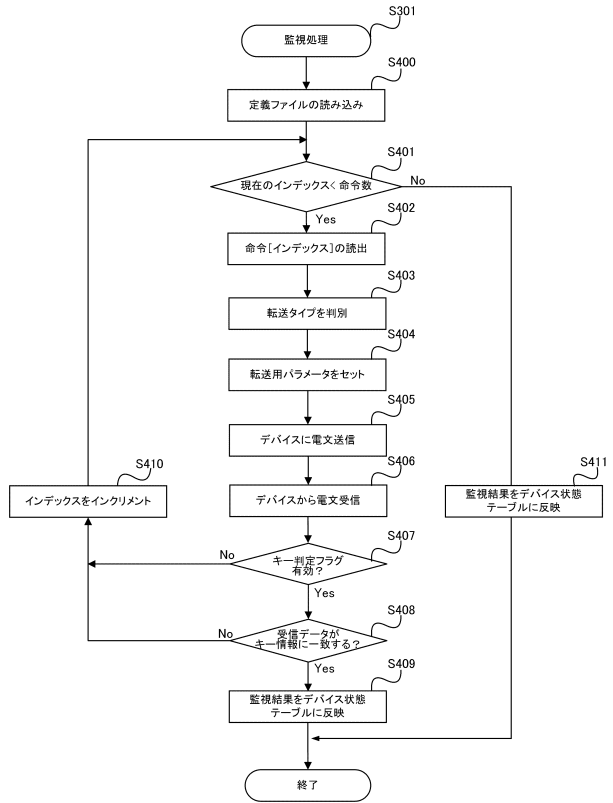 S301
監視処理
S400
定義ファイルの読み込み
S401
現在のインデックス< 命令数
No
Yes
S402
命令[インデックス]の読出
S403
転送タイプを判別
S404
転送用パラメータをセット
S405
デバイスに電文送信
S406
デバイスから電文受信
S410
インデックスをインクリメント
S411
監視結果をデバイス状態
テーブルに反映
S407
キー判定フラグ
有効?
No
Yes
S408
受信データが
キー情報に一致する?
No
Yes
S409
監視結果をデバイス状態
テーブルに反映
終了